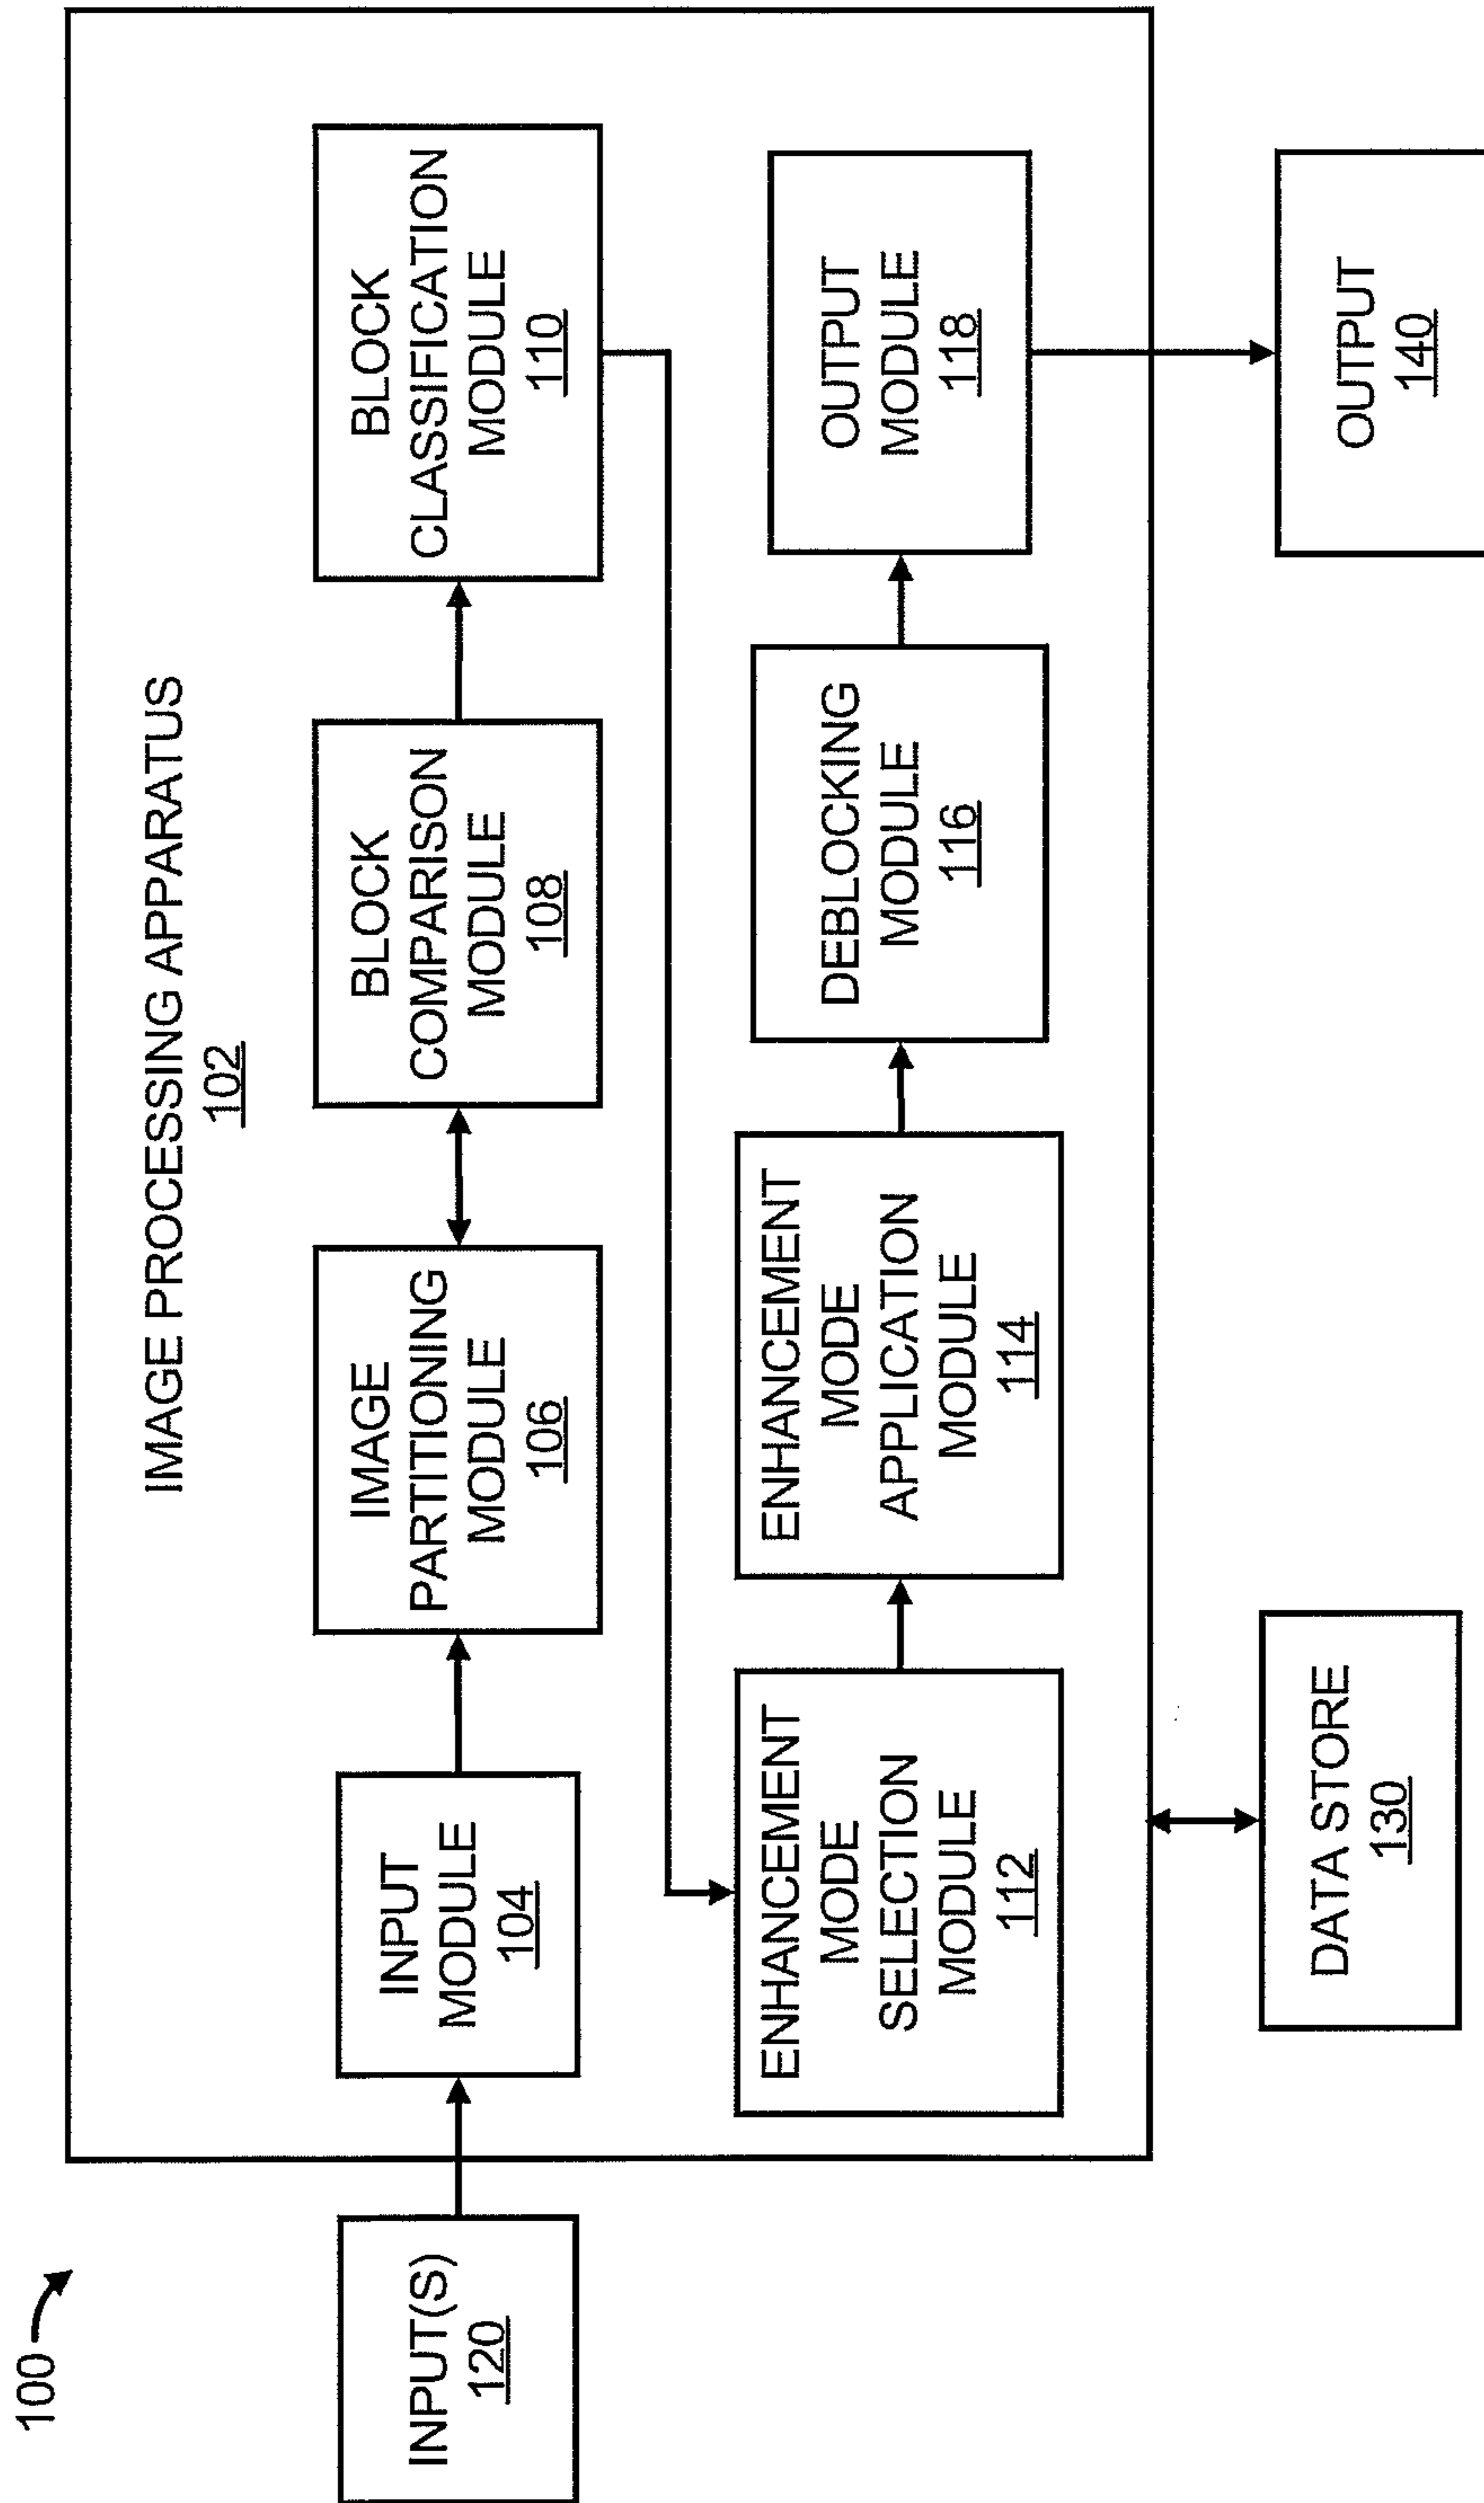 100
IMAGE PROCESSING APPARATUS
102
INPUT(S)
120
INPUT
MODULE
104
IMAGE
PARTITIONING
MODULE
106
BLOCK
COMPARISON
MODULE
108
BLOCK
CLASSIFICATION
MODULE
110
ENHANCEMENT
MODE
SELECTION
MODULE
112
ENHANCEMENT
MODE
APPLICATION
MODULE
114
DEBLOCKING
MODULE
116
OUTPUT
MODULE
118
DATA STORE
130
OUTPUT
140